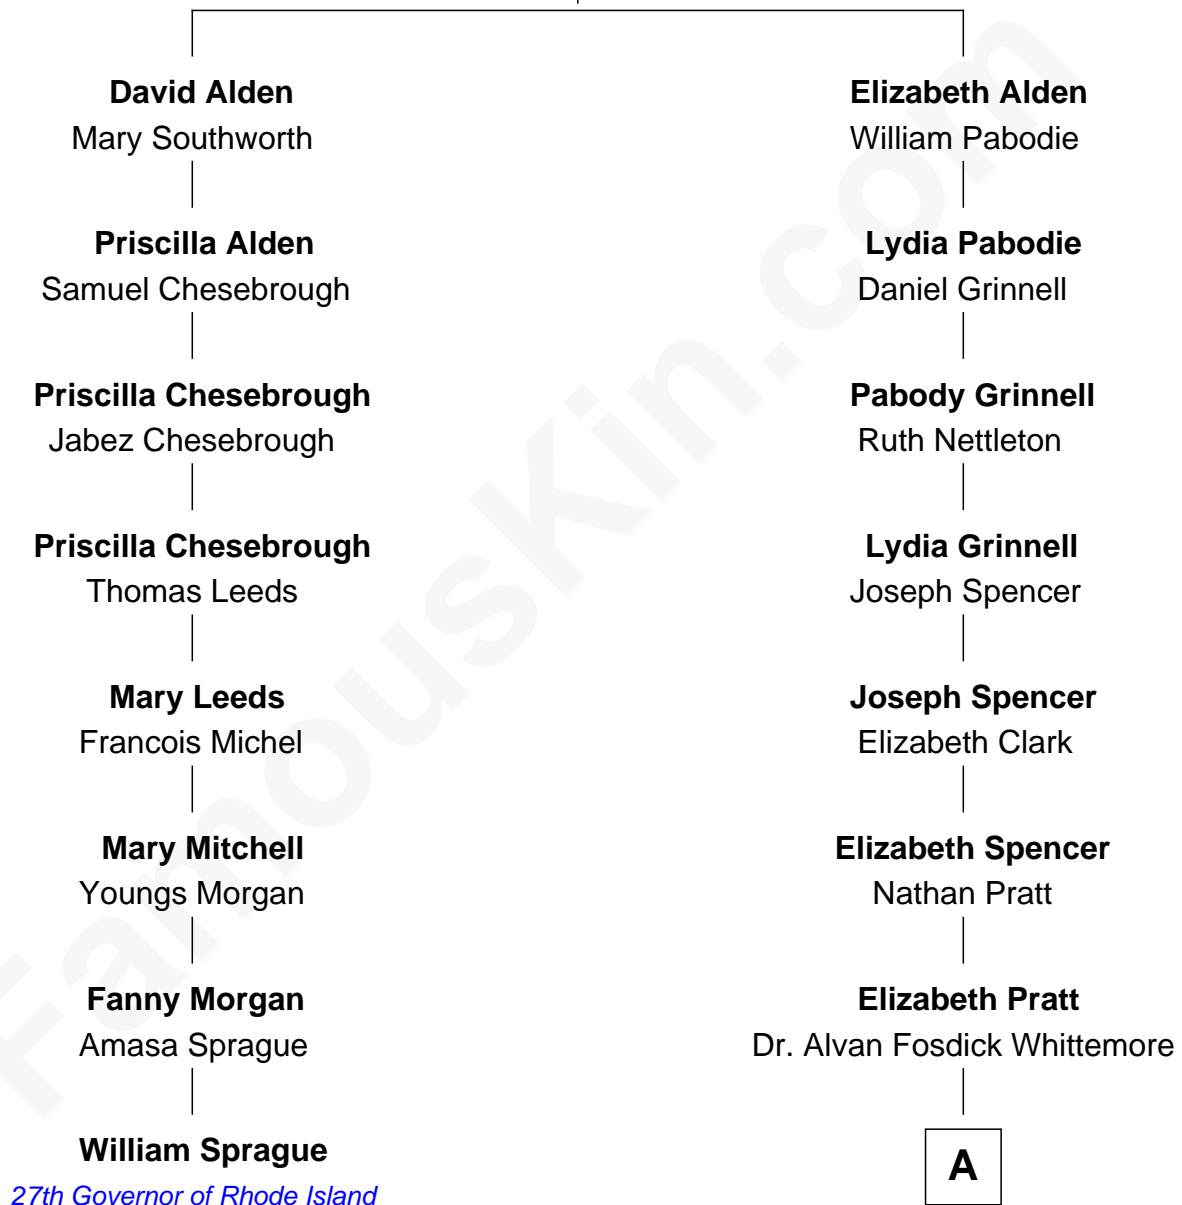 David Alden
Mary Southworth
Priscilla Alden
Samuel Chesebrough
Priscilla Chesebrough
Jabez Chesebrough
Priscilla Chesebrough
Thomas Leeds
Mary Leeds
Francois Michel
Mary Mitchell
Youngs Morgan
Fanny Morgan
Amasa Sprague
William Sprague
27th Governor of Rhode Island
Elizabeth Alden
William Pabodie
Lydia Pabodie
Daniel Grinnell
Pabody Grinnell
Ruth Nettleton
Lydia Grinnell
Joseph Spencer
Joseph Spencer
Elizabeth Clark
Elizabeth Spencer
Nathan Pratt
Elizabeth Pratt
Dr. Alvan Fosdick Whittemore
A
FamousKin.com